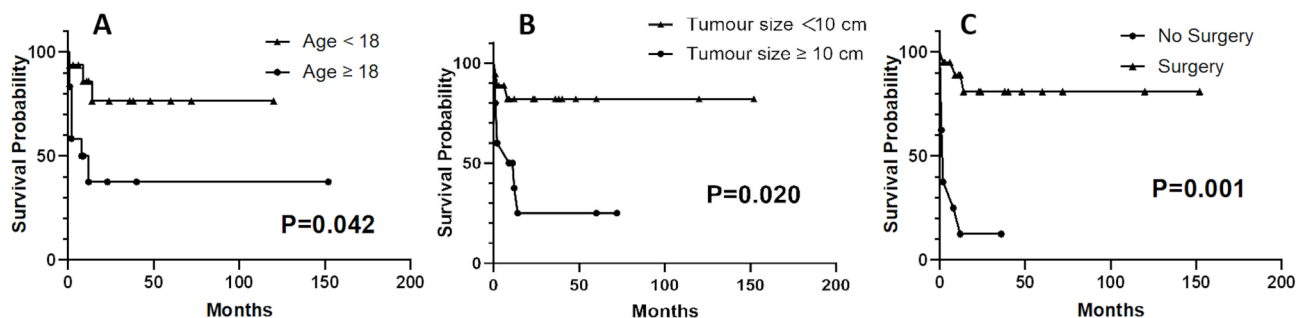 A
Age < 18
Age ≥ 18
100
50
0
Survival Probability
P=0.042
0 50 100 150 200
Months
B
Tumour size <10 cm
Tumour size ≥ 10 cm
100
50
0
Survival Probability
P=0.020
0 50 100 150 200
Months
C
No Surgery
Surgery
100
50
0
Survival Probability
P=0.001
0 50 100 150 200
Months